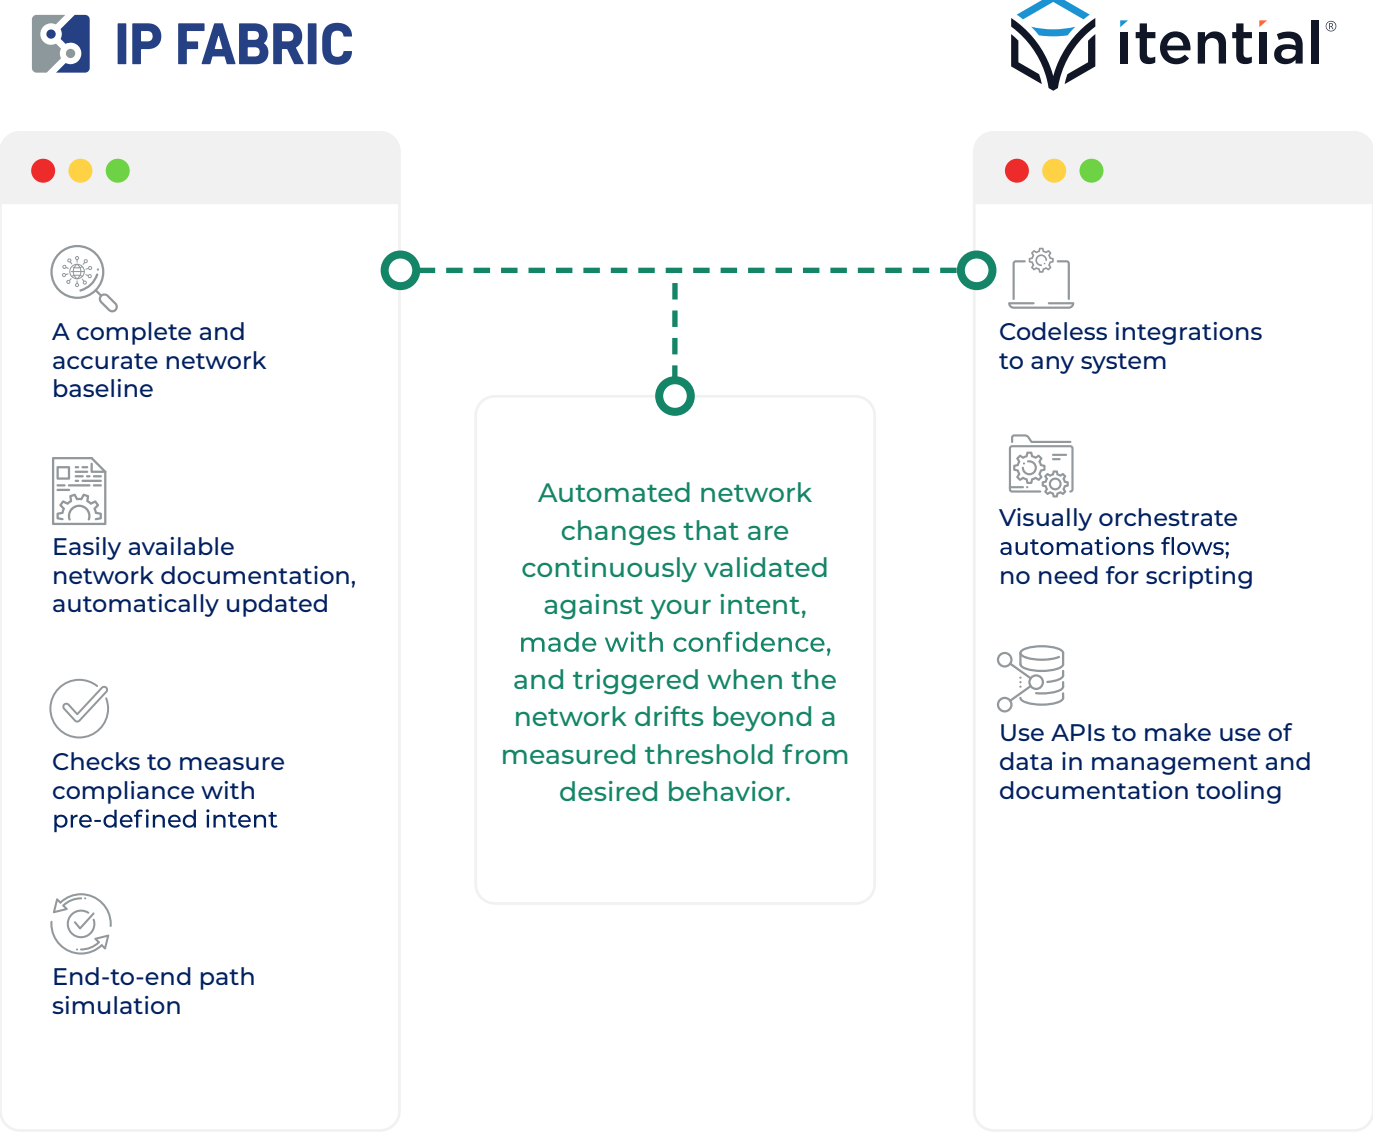 IP FABRIC
itential®
A complete and
accurate network
baseline
Easily available
network documentation,
automatically updated
Checks to measure
compliance with
pre-defined intent
End-to-end path
simulation
Automated network
changes that are
continuously validated
against your intent,
made with confidence,
and triggered when the
network drifts beyond a
measured threshold from
desired behavior.
Codeless integrations
to any system
Visually orchestrate
automations flows;
no need for scripting
Use APIs to make use of
data in management and
documentation tooling